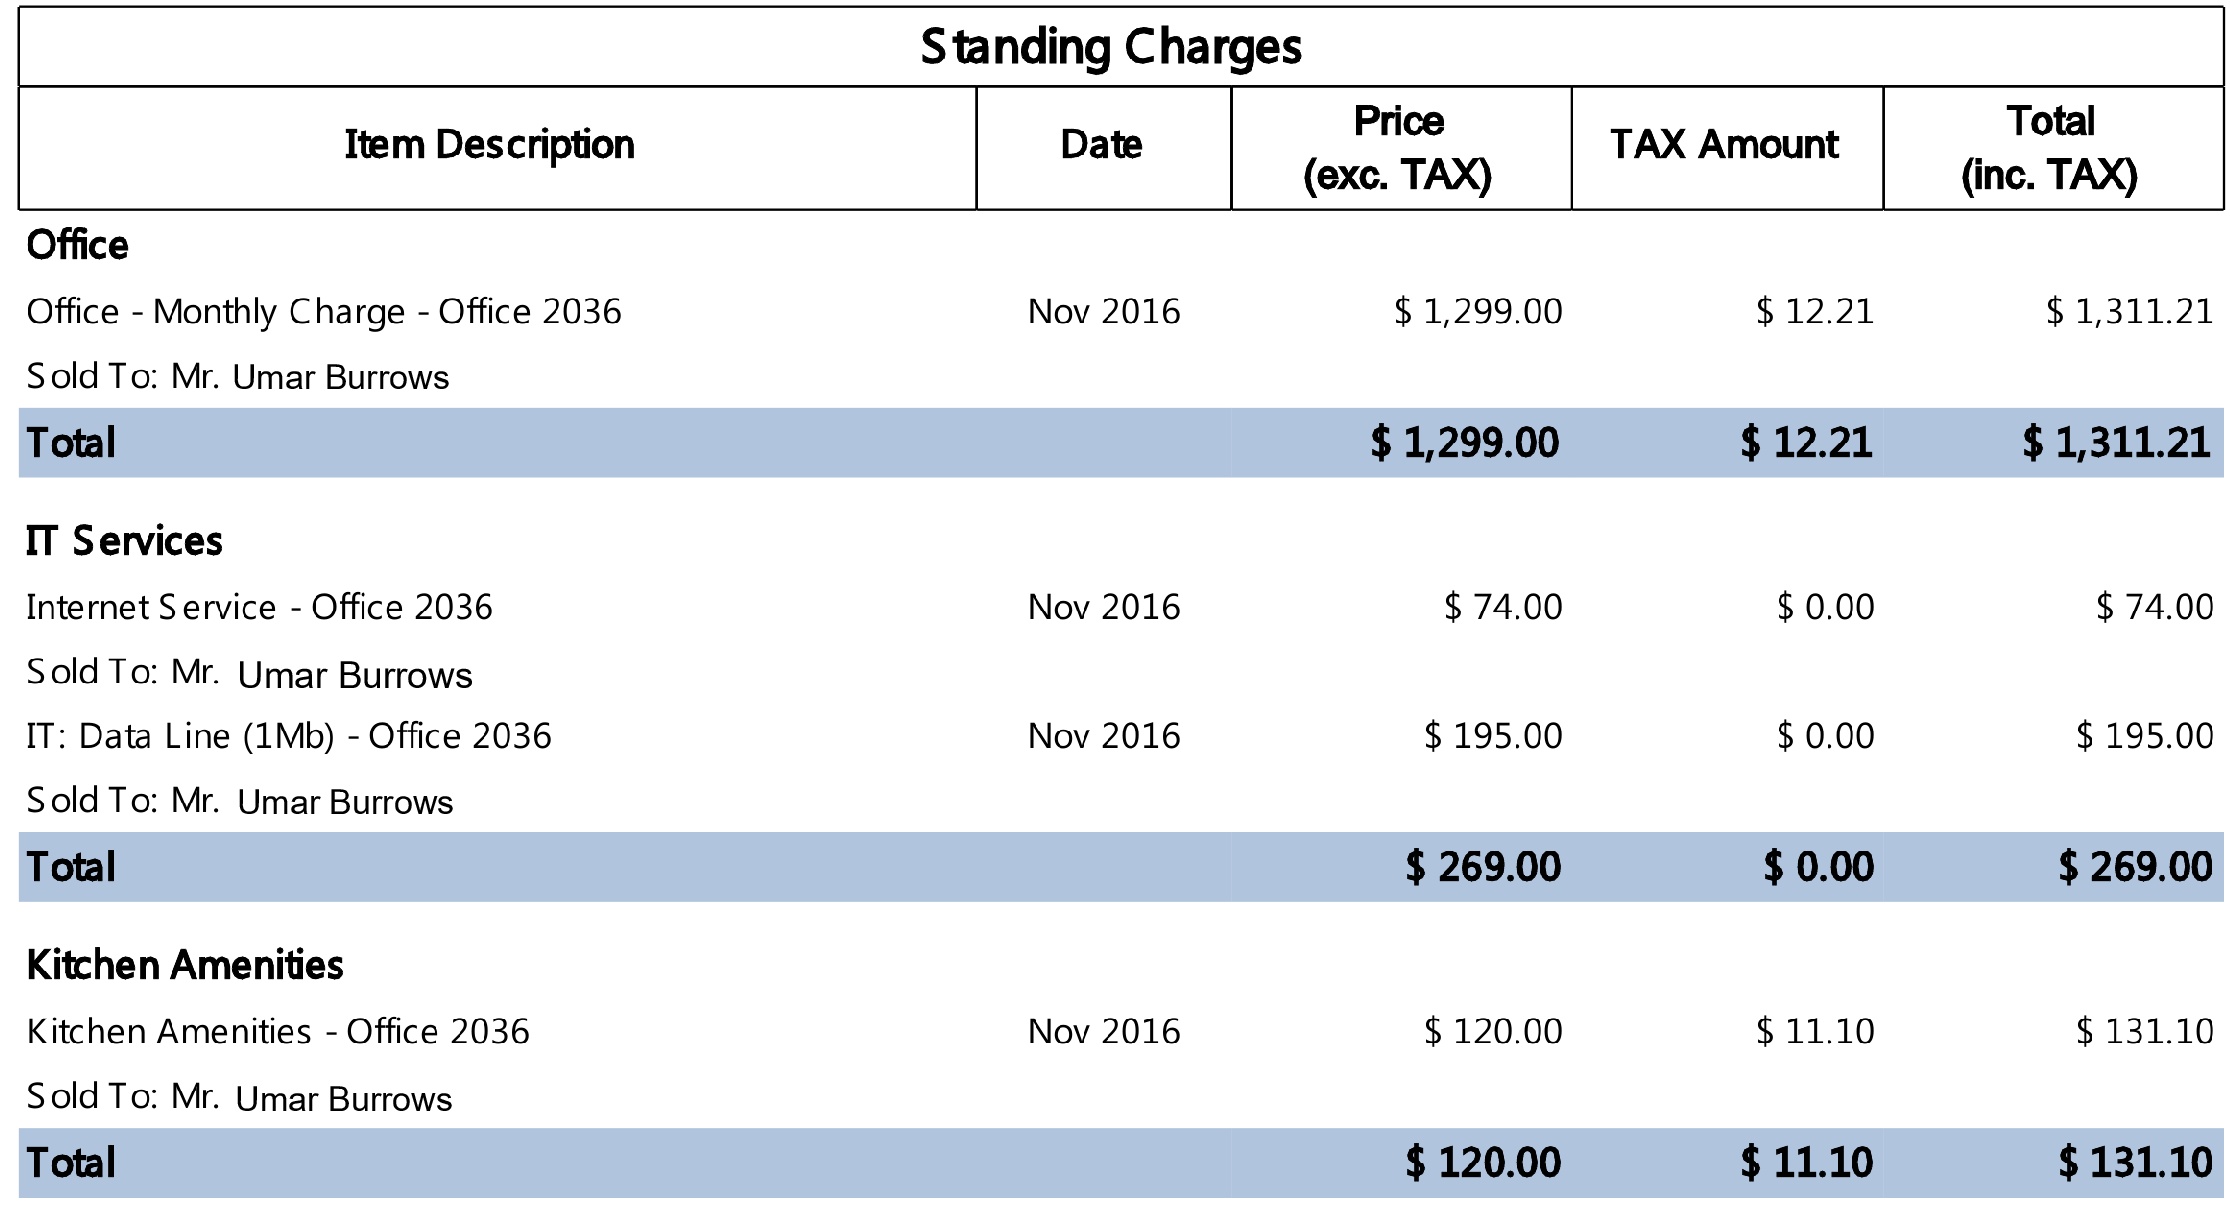 Standing Charges
Item Description Date Price (exc. TAX) TAX Amount Total (inc. TAX)
Office
Office - Monthly Charge - Office 2036 Nov 2016 $ 1,299.00 $ 12.21 $ 1,311.21
Sold To: Mr. Umar Burrows
Total $ 1,299.00 $ 12.21 $ 1,311.21
IT Services
Internet Service - Office 2036 Nov 2016 $ 74.00 $ 0.00 $ 74.00
Sold To: Mr. Umar Burrows
IT: Data Line (1Mb) - Office 2036 Nov 2016 $ 195.00 $ 0.00 $ 195.00
Sold To: Mr. Umar Burrows
Total $ 269.00 $ 0.00 $ 269.00
Kitchen Amenities
Kitchen Amenities - Office 2036 Nov 2016 $ 120.00 $ 11.10 $ 131.10
Sold To: Mr. Umar Burrows
Total $ 120.00 $ 11.10 $ 131.10